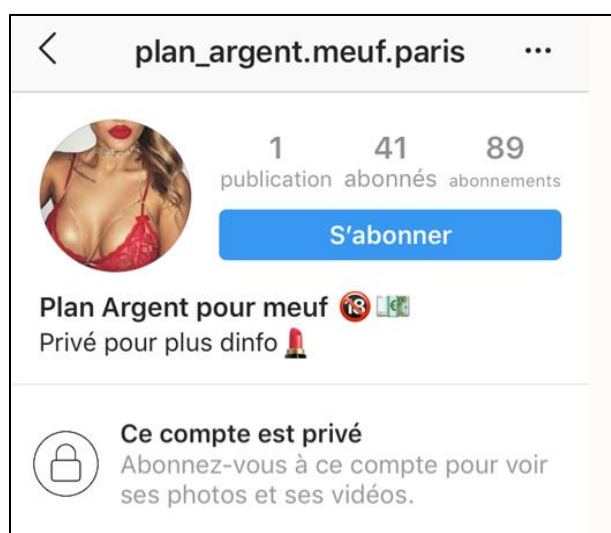 plan_argent.meuf.paris
1 41 89
publication abonnés abonnements
S'abonner
Plan Argent pour meuf 🔞💶
Privé pour plus dinfo💄
Ce compte est privé
Abonnez-vous à ce compte pour voir
ses photos et ses vidéos.